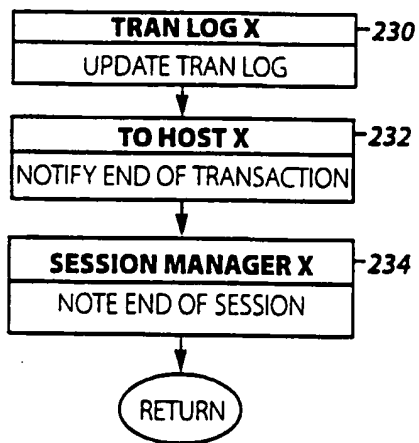 TRAN LOG X
230
UPDATE TRAN LOG
TO HOST X
232
NOTIFY END OF TRANSACTION
SESSION MANAGER X
234
NOTE END OF SESSION
RETURN